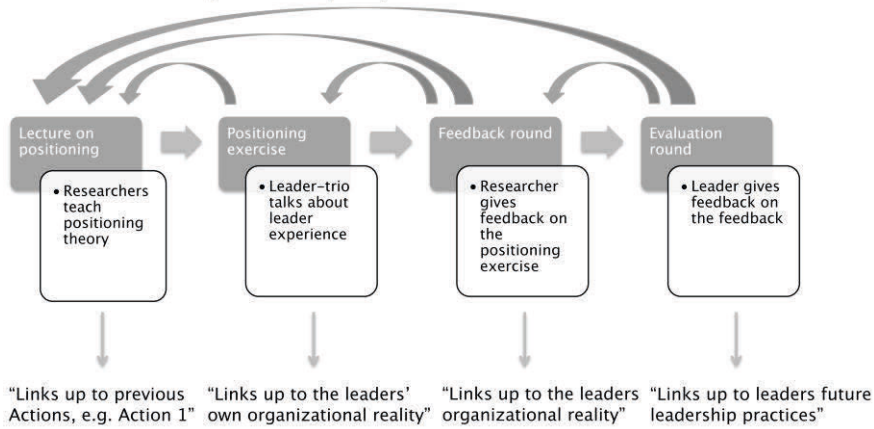 Lecture on
positioning
Positioning
exercise
Feedback round
Evaluation
round
• Researchers
teach
positioning
theory
• Leader-trio
talks about
leader
experience
• Researcher
gives
feedback on
the
positioning
exercise
• Leader gives
feedback on
the feedback
“Links up to previous
Actions, e.g. Action 1”
“Links up to the leaders’
own organizational reality”
“Links up to the leaders
organizational reality”
“Links up to leaders future
leadership practices”